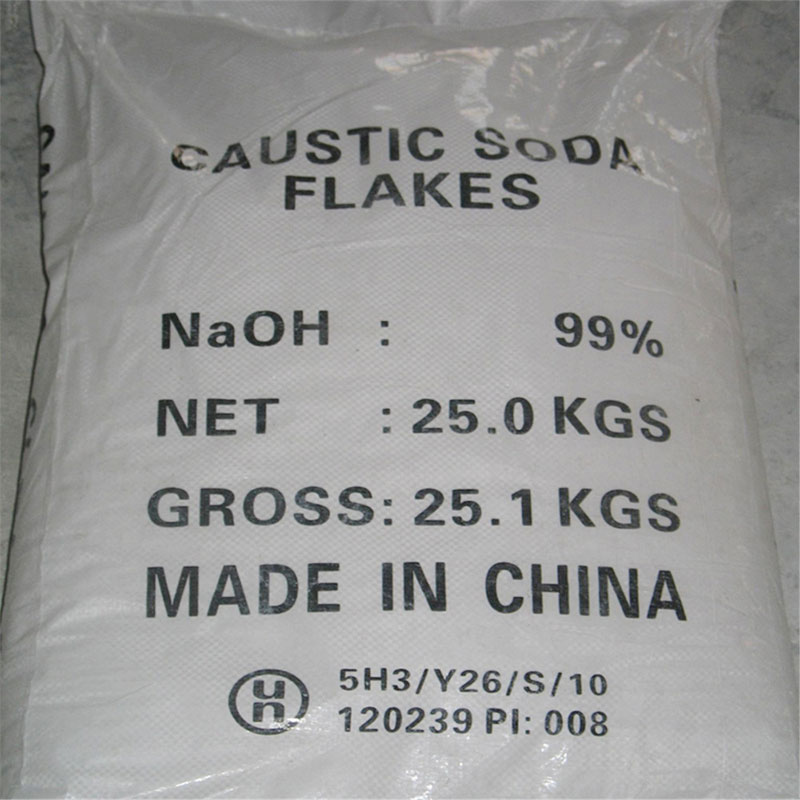 CAUSTIC SODA
FLAKES
NaOH : 99%
NET : 25.0 KGS
GROSS: 25.1 KGS
MADE IN CHINA
un
5H3/Y26/S/10
120239 PI: 008